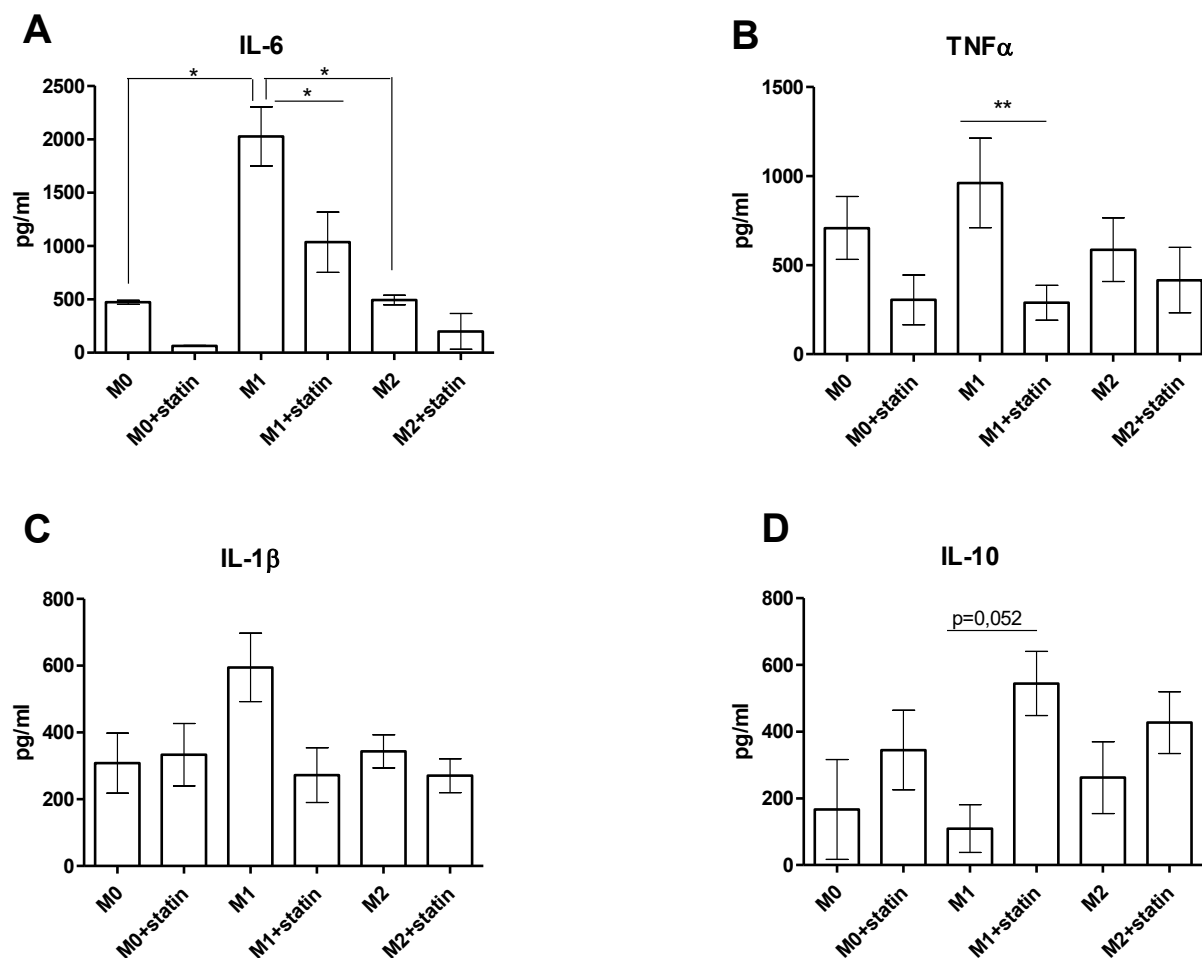 A
IL-6
* *
*
2500
2000
1500
1000
500
0
pg/ml
M0
M0+statin
M1
M1+statin
M2
M2+statin
B
TNFα
**
1500
1000
500
0
pg/ml
M0
M0+statin
M1
M1+statin
M2
M2+statin
C
IL-1β
800
600
400
200
0
pg/ml
M0
M0+statin
M1
M1+statin
M2
M2+statin
D
IL-10
p=0,052
800
600
400
200
0
pg/ml
M0
M0+statin
M1
M1+statin
M2
M2+statin